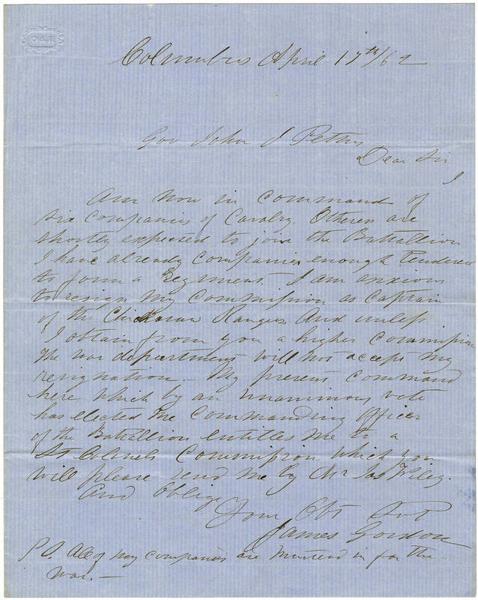 Columbus April 17th/62
Gov John J Pettus
Dear Sir
I
Am now in command of
six companies of Cavalry. Others are
shortly expected to join the Battallion
I have already companies enough tendered
to form a Regiment. I am anxious
to resign my Commission as Captain
of the Chickasaw Rangers And unless
I obtain from you a higher commission
the war department will not accept my
resignation. My present command
here which by an unanimous vote
has elected me Commanding Officer
of the Batallion entitles me to a
Lt Colonels Commission which you
will please send me by Mr Jas
And Oblige
Your Obt Svt
James Gordon
P.S. All of my companies are mustered in for the
war.—